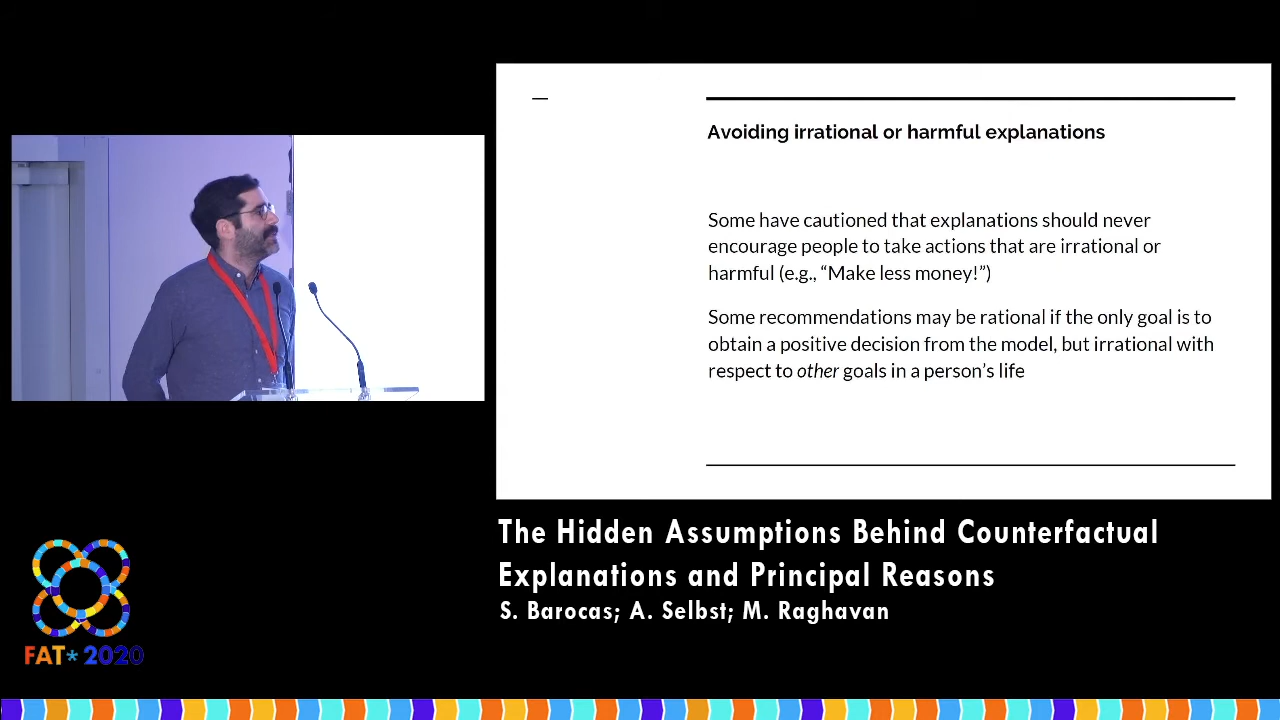 Avoiding irrational or harmful explanations
Some have cautioned that explanations should never
encourage people to take actions that are irrational or
harmful (e.g., “Make less money!”)
Some recommendations may be rational if the only goal is to
obtain a positive decision from the model, but irrational with
respect to other goals in a person’s life
The Hidden Assumptions Behind Counterfactual
Explanations and Principal Reasons
S. Barocas; A. Selbst; M. Raghavan
FAT* 2020